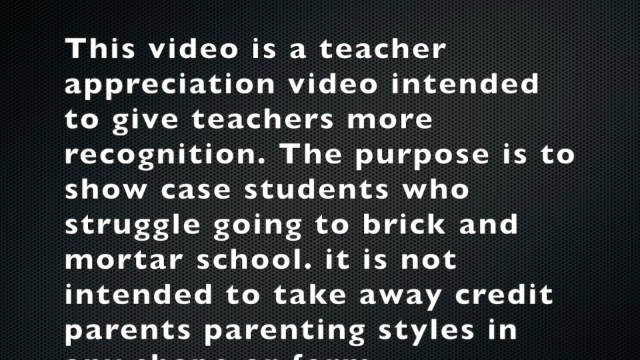 This video is a teacher
appreciation video intended
to give teachers more
recognition. The purpose is to
show case students who
struggle going to brick and
mortar school. it is not
intended to take away credit
parents parenting styles in